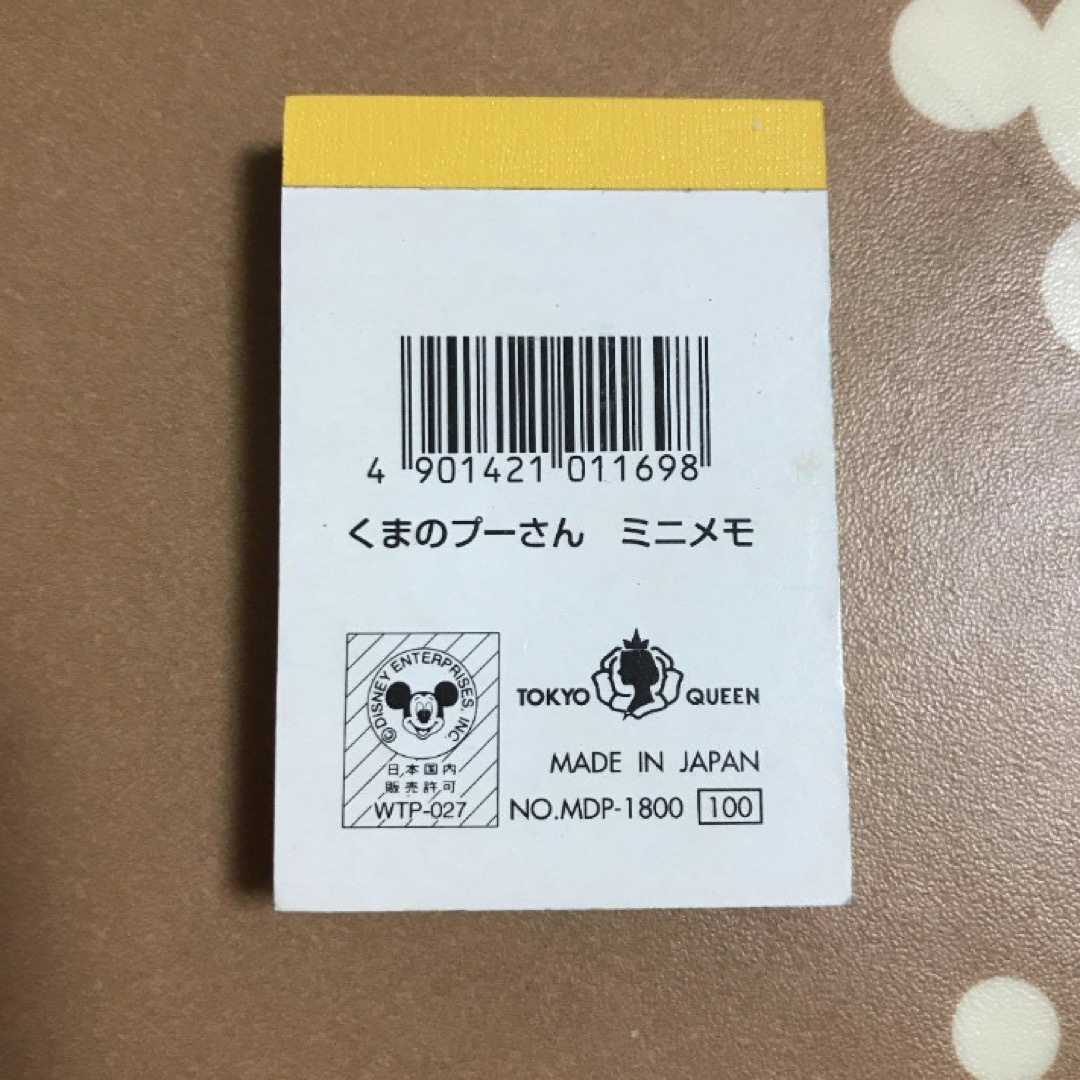 4 901421 011698
くまのプーさん ミニメモ
©DISNEY ENTERPRISES, INC
日本国内
販売許可
WTP-027
TOKYO QUEEN
MADE IN JAPAN
NO.MDP-1800 100